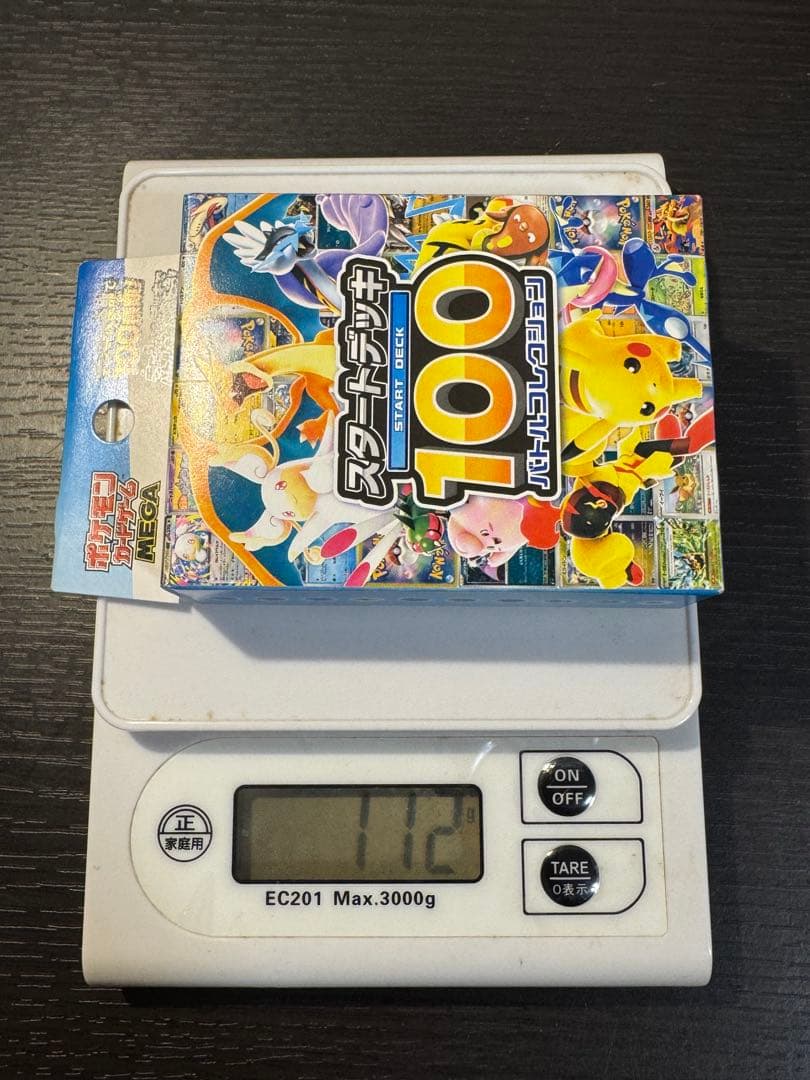 スタートデッキ
START DECK
100
バトルコレクション
ポケモン
カードゲーム
MEGA
112g
正
家庭用
EC201 Max.3000g
ON
OFF
TARE
0表示